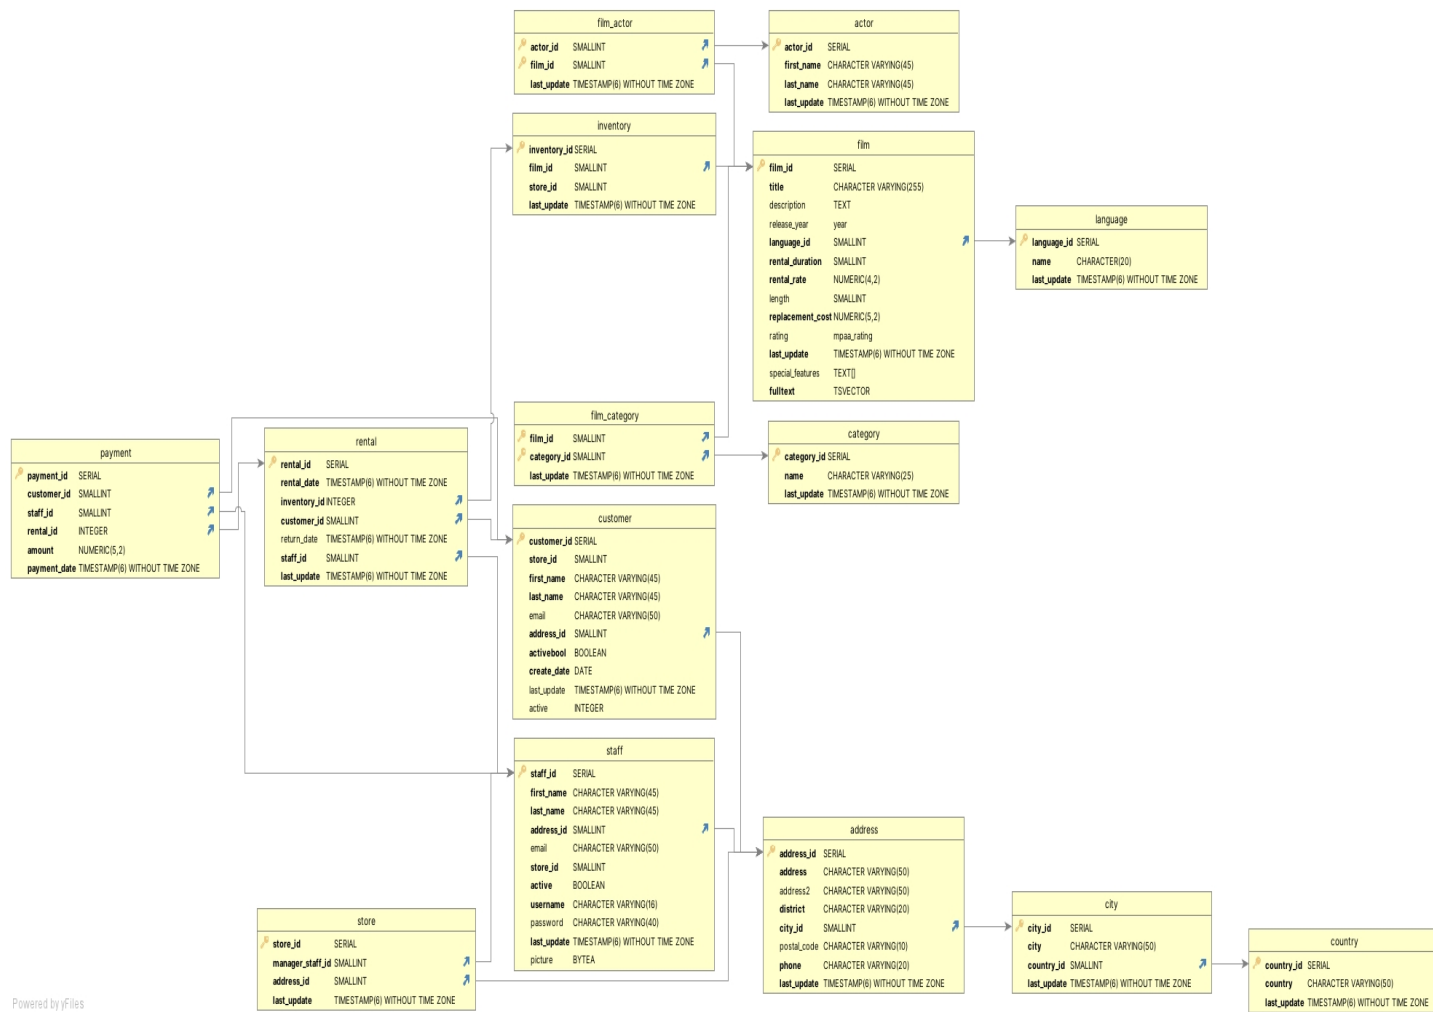 film_actor
actor_id SMALLINT
film_id SMALLINT
last_update TIMESTAMP(6) WITHOUT TIME ZONE
actor
actor_id SERIAL
first_name CHARACTER VARYING(45)
last_name CHARACTER VARYING(45)
last_update TIMESTAMP(6) WITHOUT TIME ZONE
inventory
inventory_id SERIAL
film_id SMALLINT
store_id SMALLINT
last_update TIMESTAMP(6) WITHOUT TIME ZONE
film
film_id SERIAL
title CHARACTER VARYING(255)
description TEXT
release_year year
language_id SMALLINT
rental_duration SMALLINT
rental_rate NUMERIC(4,2)
length SMALLINT
replacement_cost NUMERIC(5,2)
rating mpaa_rating
last_update TIMESTAMP(6) WITHOUT TIME ZONE
special_features TEXT[]
fulltext TSVECTOR
language
language_id SERIAL
name CHARACTER(20)
last_update TIMESTAMP(6) WITHOUT TIME ZONE
film_category
film_id SMALLINT
category_id SMALLINT
last_update TIMESTAMP(6) WITHOUT TIME ZONE
category
category_id SERIAL
name CHARACTER VARYING(25)
last_update TIMESTAMP(6) WITHOUT TIME ZONE
payment
payment_id SERIAL
customer_id SMALLINT
staff_id SMALLINT
rental_id INTEGER
amount NUMERIC(5,2)
payment_date TIMESTAMP(6) WITHOUT TIME ZONE
rental
rental_id SERIAL
rental_date TIMESTAMP(6) WITHOUT TIME ZONE
inventory_id INTEGER
customer_id SMALLINT
return_date TIMESTAMP(6) WITHOUT TIME ZONE
staff_id SMALLINT
last_update TIMESTAMP(6) WITHOUT TIME ZONE
customer
customer_id SERIAL
store_id SMALLINT
first_name CHARACTER VARYING(45)
last_name CHARACTER VARYING(45)
email CHARACTER VARYING(50)
address_id SMALLINT
activebool BOOLEAN
create_date DATE
last_update TIMESTAMP(6) WITHOUT TIME ZONE
active INTEGER
staff
staff_id SERIAL
first_name CHARACTER VARYING(45)
last_name CHARACTER VARYING(45)
address_id SMALLINT
email CHARACTER VARYING(50)
store_id SMALLINT
active BOOLEAN
username CHARACTER VARYING(16)
password CHARACTER VARYING(40)
last_update TIMESTAMP(6) WITHOUT TIME ZONE
picture BYTEA
store
store_id SERIAL
manager_staff_id SMALLINT
address_id SMALLINT
last_update TIMESTAMP(6) WITHOUT TIME ZONE
address
address_id SERIAL
address CHARACTER VARYING(50)
address2 CHARACTER VARYING(50)
district CHARACTER VARYING(20)
city_id SMALLINT
postal_code CHARACTER VARYING(10)
phone CHARACTER VARYING(20)
last_update TIMESTAMP(6) WITHOUT TIME ZONE
city
city_id SERIAL
city CHARACTER VARYING(50)
country_id SMALLINT
last_update TIMESTAMP(6) WITHOUT TIME ZONE
country
country_id SERIAL
country CHARACTER VARYING(50)
last_update TIMESTAMP(6) WITHOUT TIME ZONE
Powered by yFiles